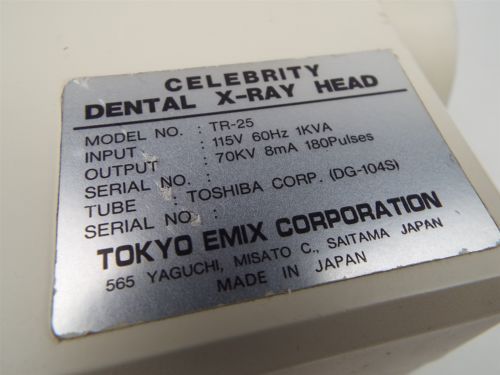 CELEBRITY
DENTAL X-RAY HEAD
MODEL NO. : TR-25
INPUT : 115V 60Hz 1KVA
OUTPUT : 70KV 8mA 180Pulses
SERIAL NO. :
TUBE : TOSHIBA CORP. (DG-104S)
SERIAL NO. :
TOKYO EMIX CORPORATION
565 YAGUCHI, MISATO C., SAITAMA JAPAN
MADE IN JAPAN